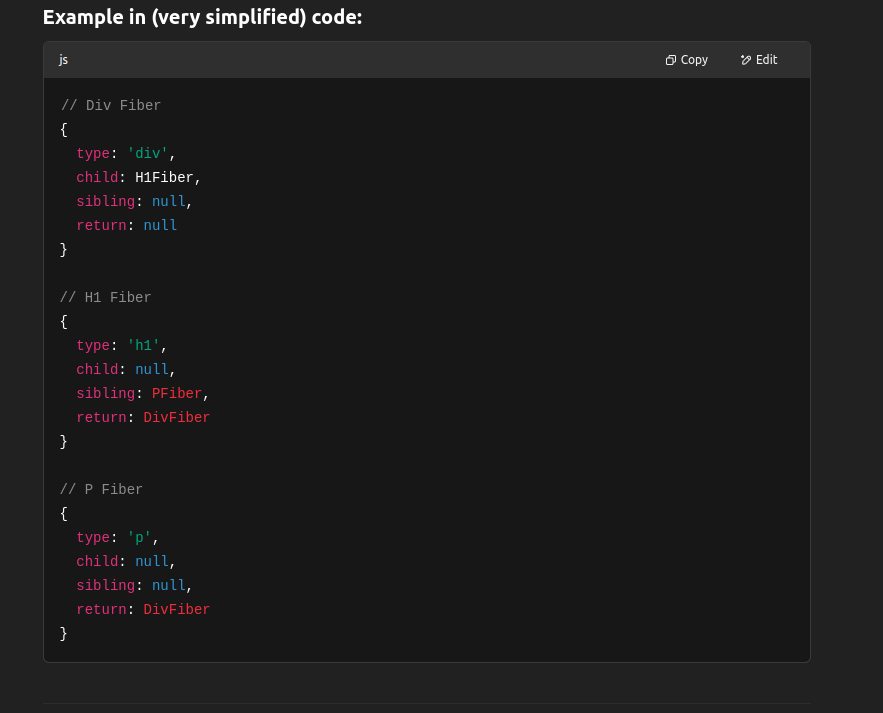 Example in (very simplified) code:
js Copy Edit
// Div Fiber
{
  type: 'div',
  child: H1Fiber,
  sibling: null,
  return: null
}
// H1 Fiber
{
  type: 'h1',
  child: null,
  sibling: PFiber,
  return: DivFiber
}
// P Fiber
{
  type: 'p',
  child: null,
  sibling: null,
  return: DivFiber
}